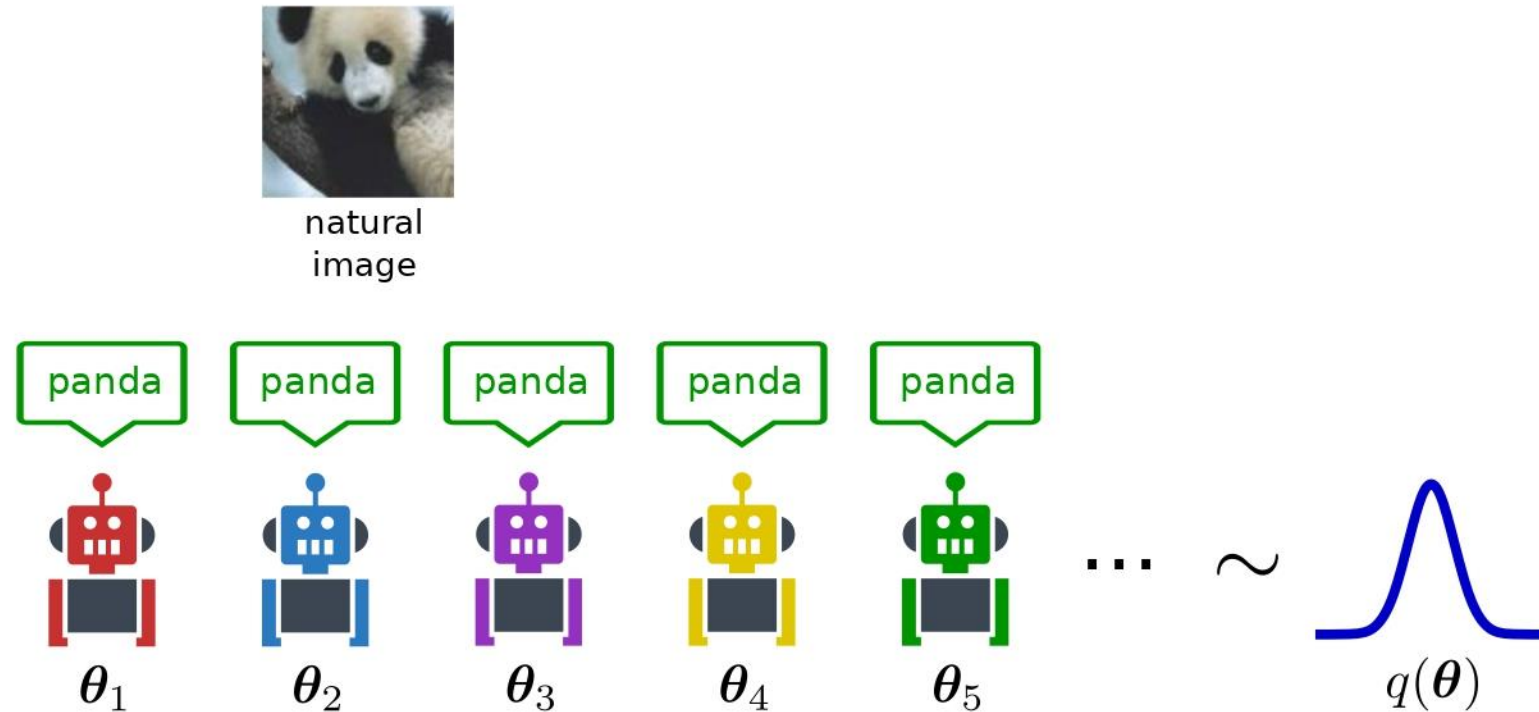 natural
image
panda panda panda panda panda
... ~
θ₁ θ₂ θ₃ θ₄ θ₅ q(θ)